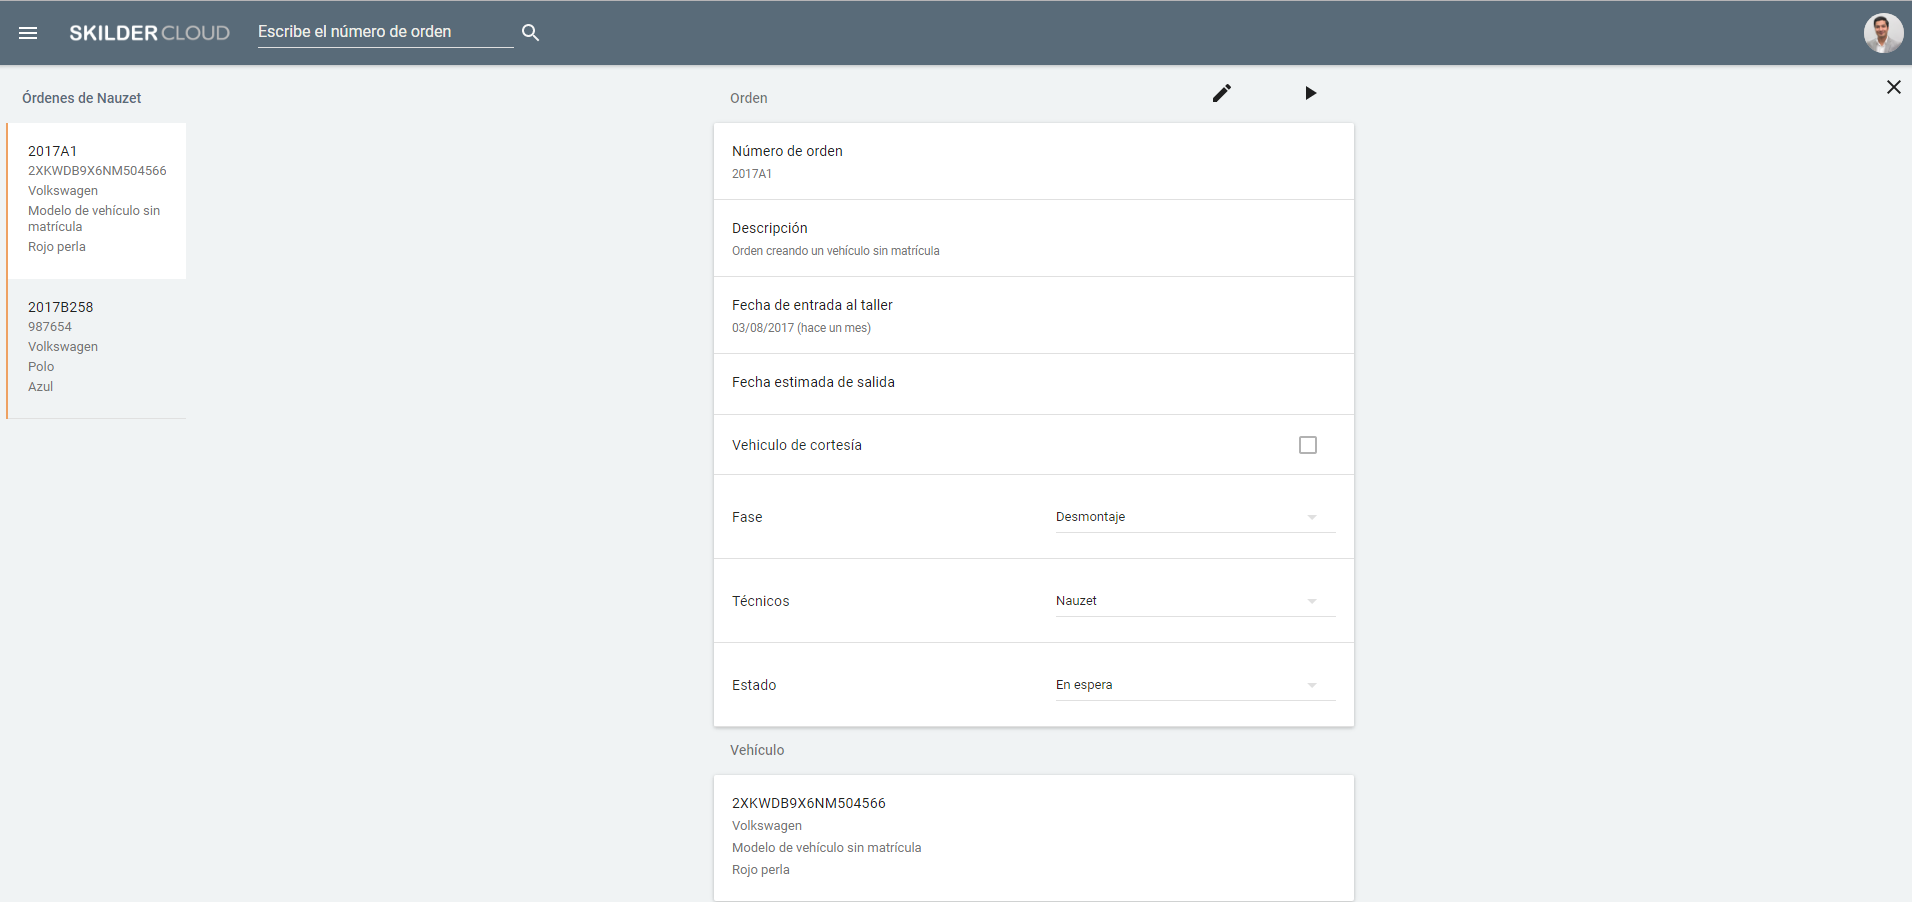 SKILDERCLOUD
Escribe el número de orden
Órdenes de Nauzet
2017A1
2XKWDB9X6NM504566
Volkswagen
Modelo de vehículo sin
matrícula
Rojo perla
2017B258
987654
Volkswagen
Polo
Azul
Orden
Número de orden
2017A1
Descripción
Orden creando un vehículo sin matrícula
Fecha de entrada al taller
03/08/2017 (hace un mes)
Fecha estimada de salida
Vehiculo de cortesía
Fase
Desmontaje
Técnicos
Nauzet
Estado
En espera
Vehículo
2XKWDB9X6NM504566
Volkswagen
Modelo de vehículo sin matrícula
Rojo perla